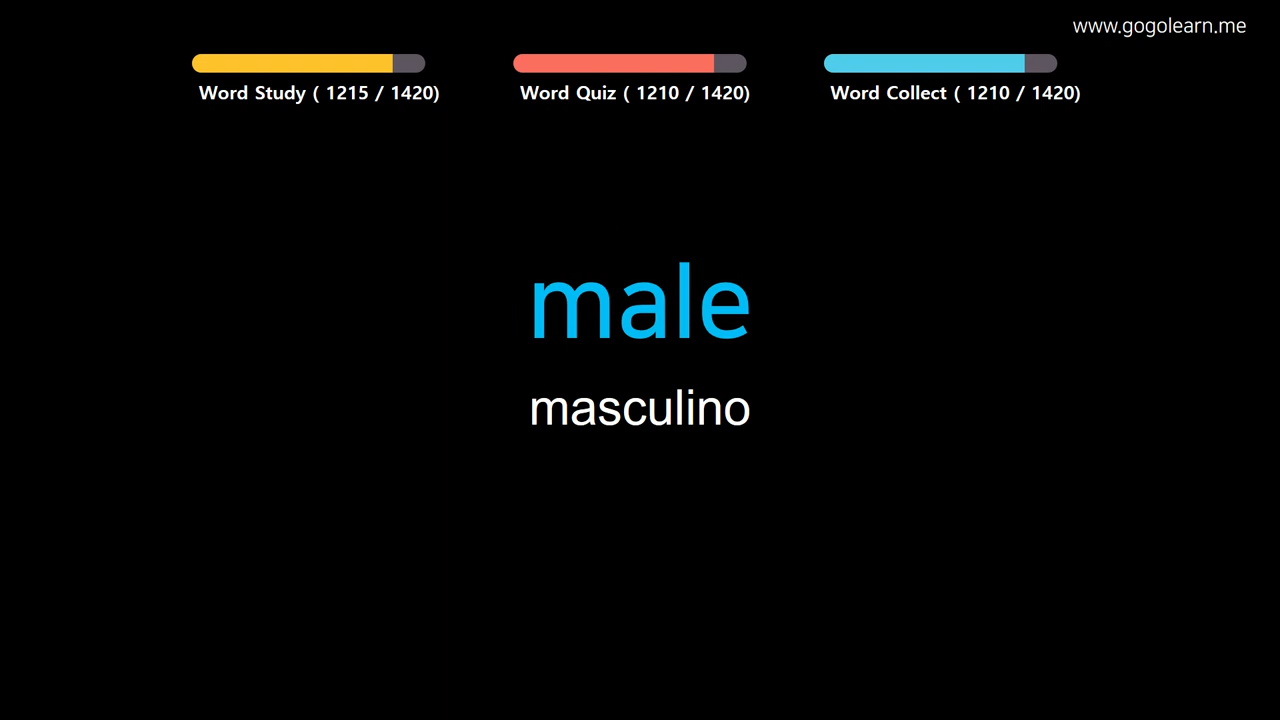 www.gogolearn.me
Word Study ( 1215 / 1420)
Word Quiz ( 1210 / 1420)
Word Collect ( 1210 / 1420)
male
masculino